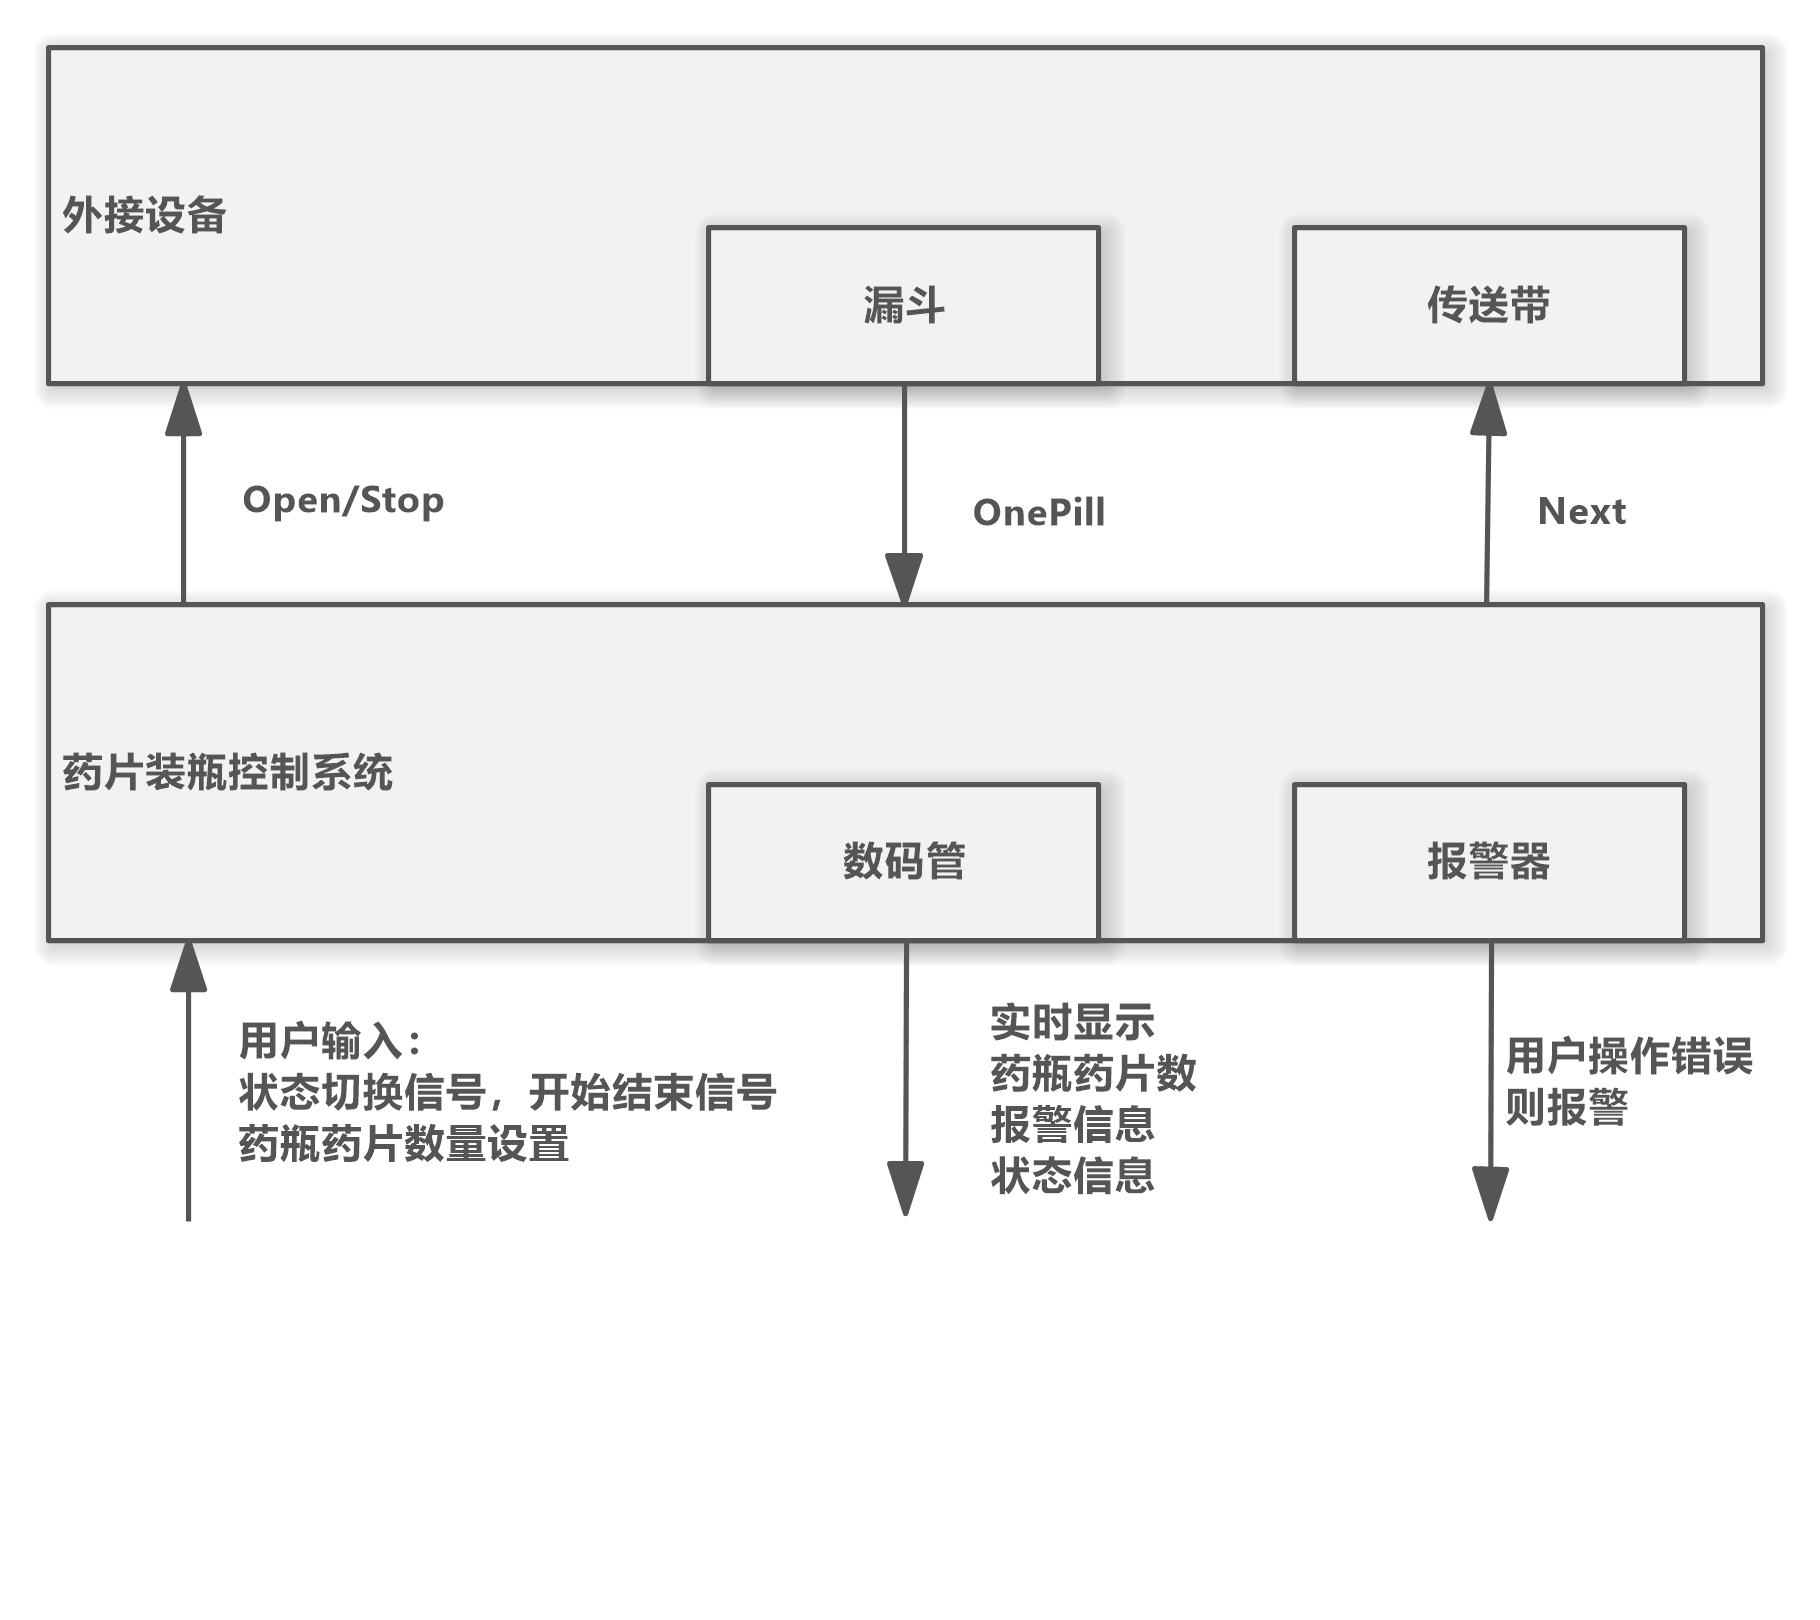 外接设备
漏斗
传送带
Open/Stop
OnePill
Next
药片装瓶控制系统
数码管
报警器
用户输入：
状态切换信号，开始结束信号
药瓶药片数量设置
实时显示
药瓶药片数
报警信息
状态信息
用户操作错误
则报警